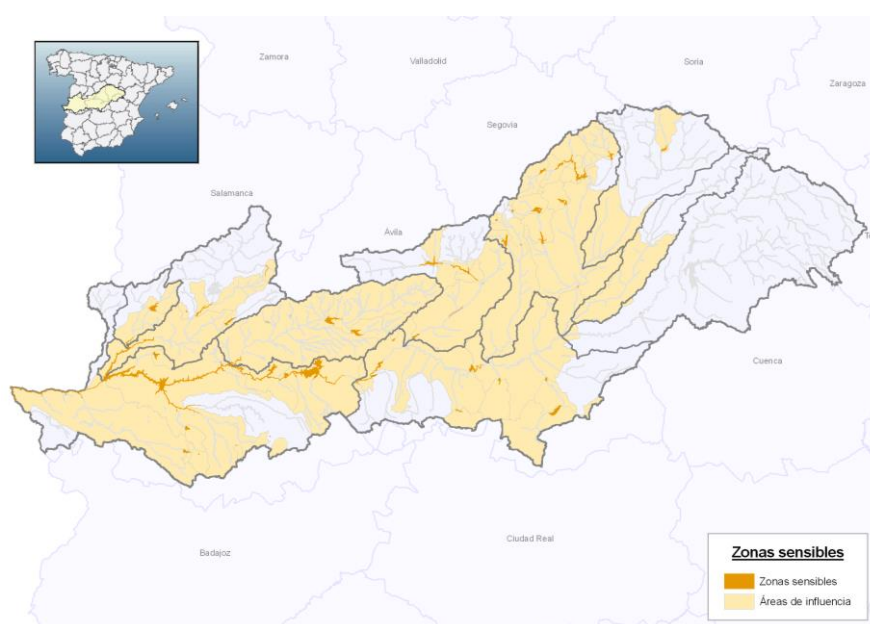 Zamora
Valladolid
Soria
Zaragoza
Segovia
Salamanca
Ávila
Cuenca
Ciudad Real
Badajoz
Zonas sensibles
Zonas sensibles
Áreas de influencia